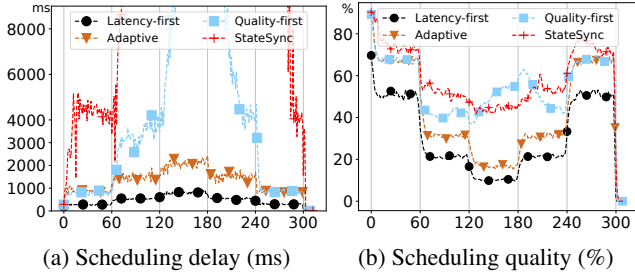 ms
Latency-first
Quality-first
Adaptive
StateSync
8000
6000
4000
3000
2000
1000
0
0 60 120 180 240 300
(a) Scheduling delay (ms)
%
Latency-first
Quality-first
Adaptive
StateSync
80
60
40
20
0
0 60 120 180 240 300
(b) Scheduling quality (%)